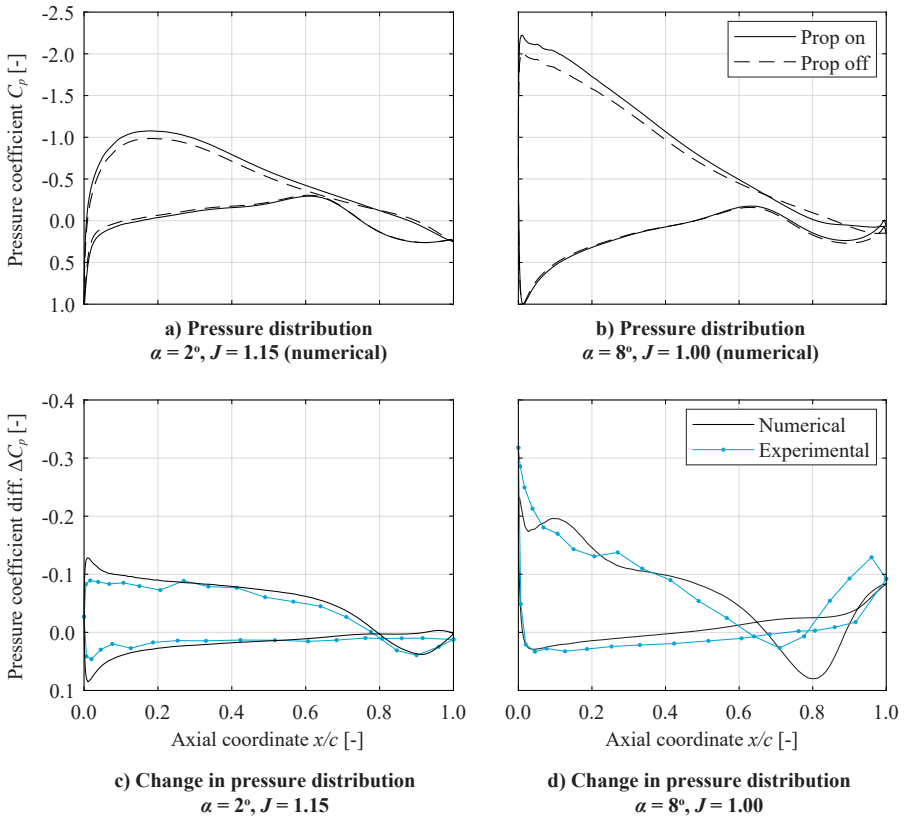 Pressure coefficient Cp [-]
-2.5
-2.0
-1.5
-1.0
-0.5
0.0
0.5
1.0
Prop on
Prop off
a) Pressure distribution
α = 2º, J = 1.15 (numerical)
b) Pressure distribution
α = 8º, J = 1.00 (numerical)
Pressure coefficient diff. ΔCp [-]
-0.4
-0.3
-0.2
-0.1
0.0
0.1
0.0 0.2 0.4 0.6 0.8 1.0
Axial coordinate x/c [-]
c) Change in pressure distribution
α = 2º, J = 1.15
Numerical
Experimental
0.0 0.2 0.4 0.6 0.8 1.0
Axial coordinate x/c [-]
d) Change in pressure distribution
α = 8º, J = 1.00